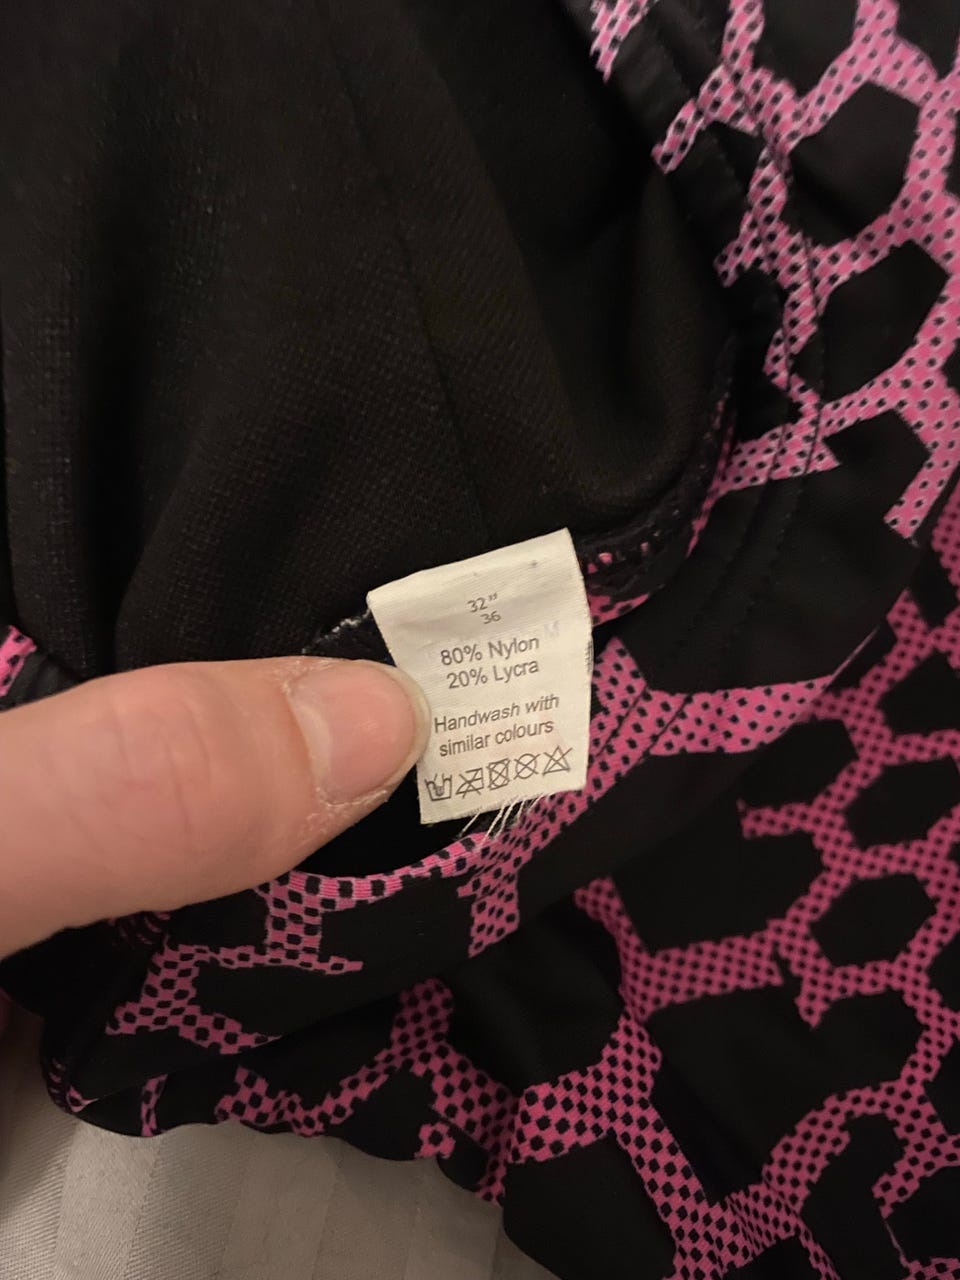 32"
36
80% Nylon
20% Lycra
Handwash with
similar colours